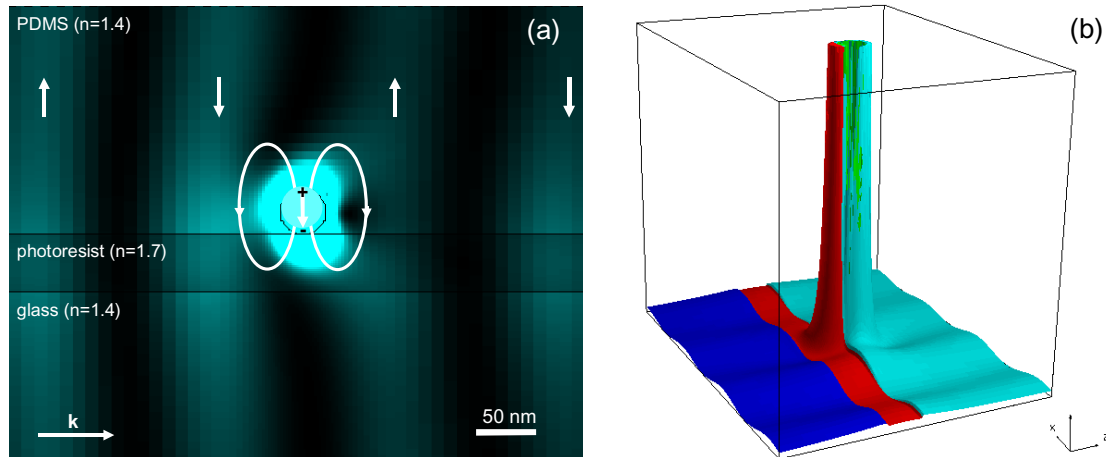 PDMS (n=1.4)
(a)
+
-
photoresist (n=1.7)
glass (n=1.4)
k
50 nm
(b)
x
z